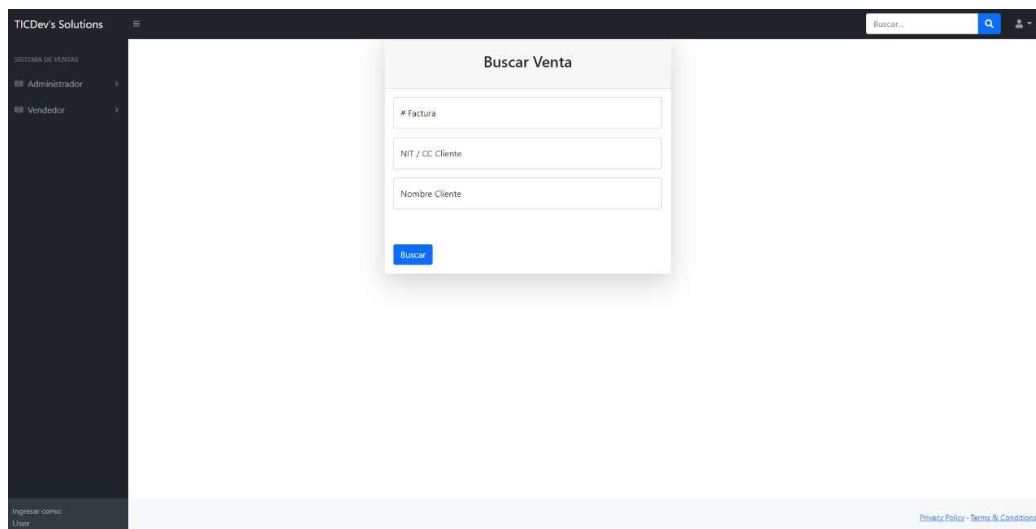 TICDev's Solutions
Buscar...
SISTEMA DE VENTAS
Administrador
Vendedor
Buscar Venta
# Factura
NIT / CC Cliente
Nombre Cliente
Buscar
Ingresar como:
User
Privacy Policy · Terms & Conditions